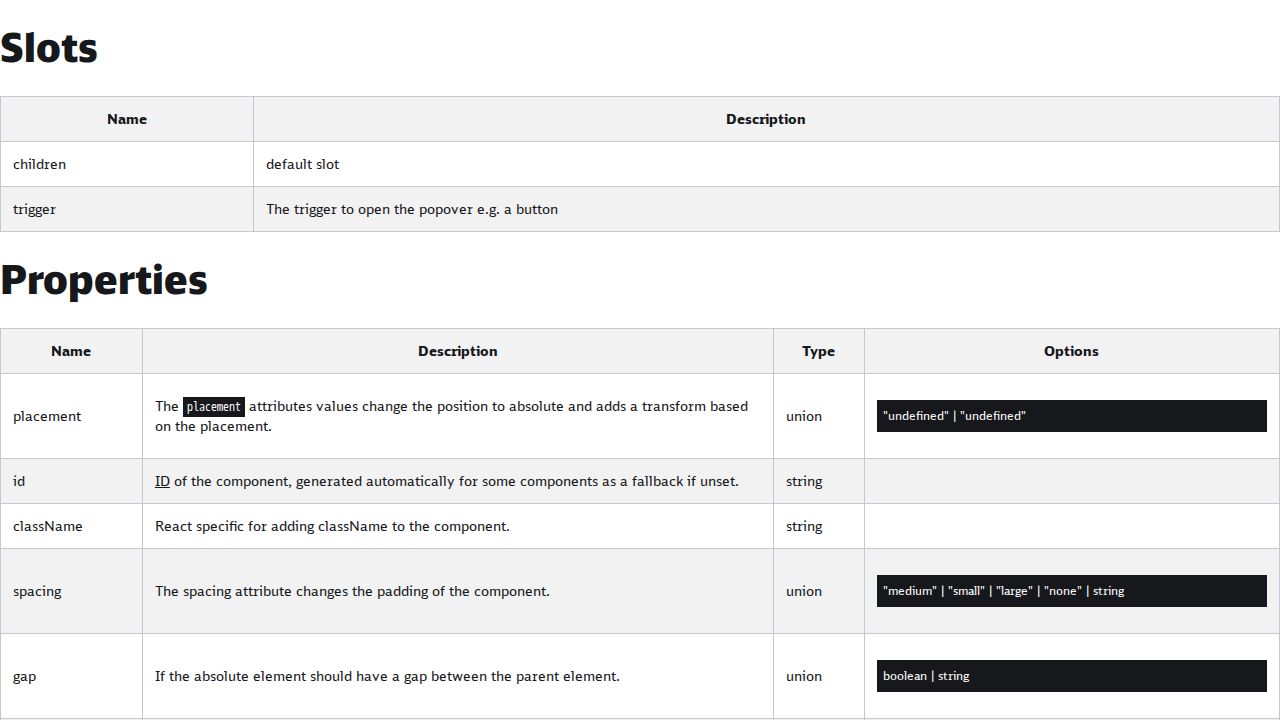 Slots
Name Description
children default slot
trigger The trigger to open the popover e.g. a button
Properties
Name Description Type Options
placement The placement attributes values change the position to absolute and adds a transform based on the placement. union "undefined" | "undefined"
id ID of the component, generated automatically for some components as a fallback if unset. string
className React specific for adding className to the component. string
spacing The spacing attribute changes the padding of the component. union "medium" | "small" | "large" | "none" | string
gap If the absolute element should have a gap between the parent element. union boolean | string